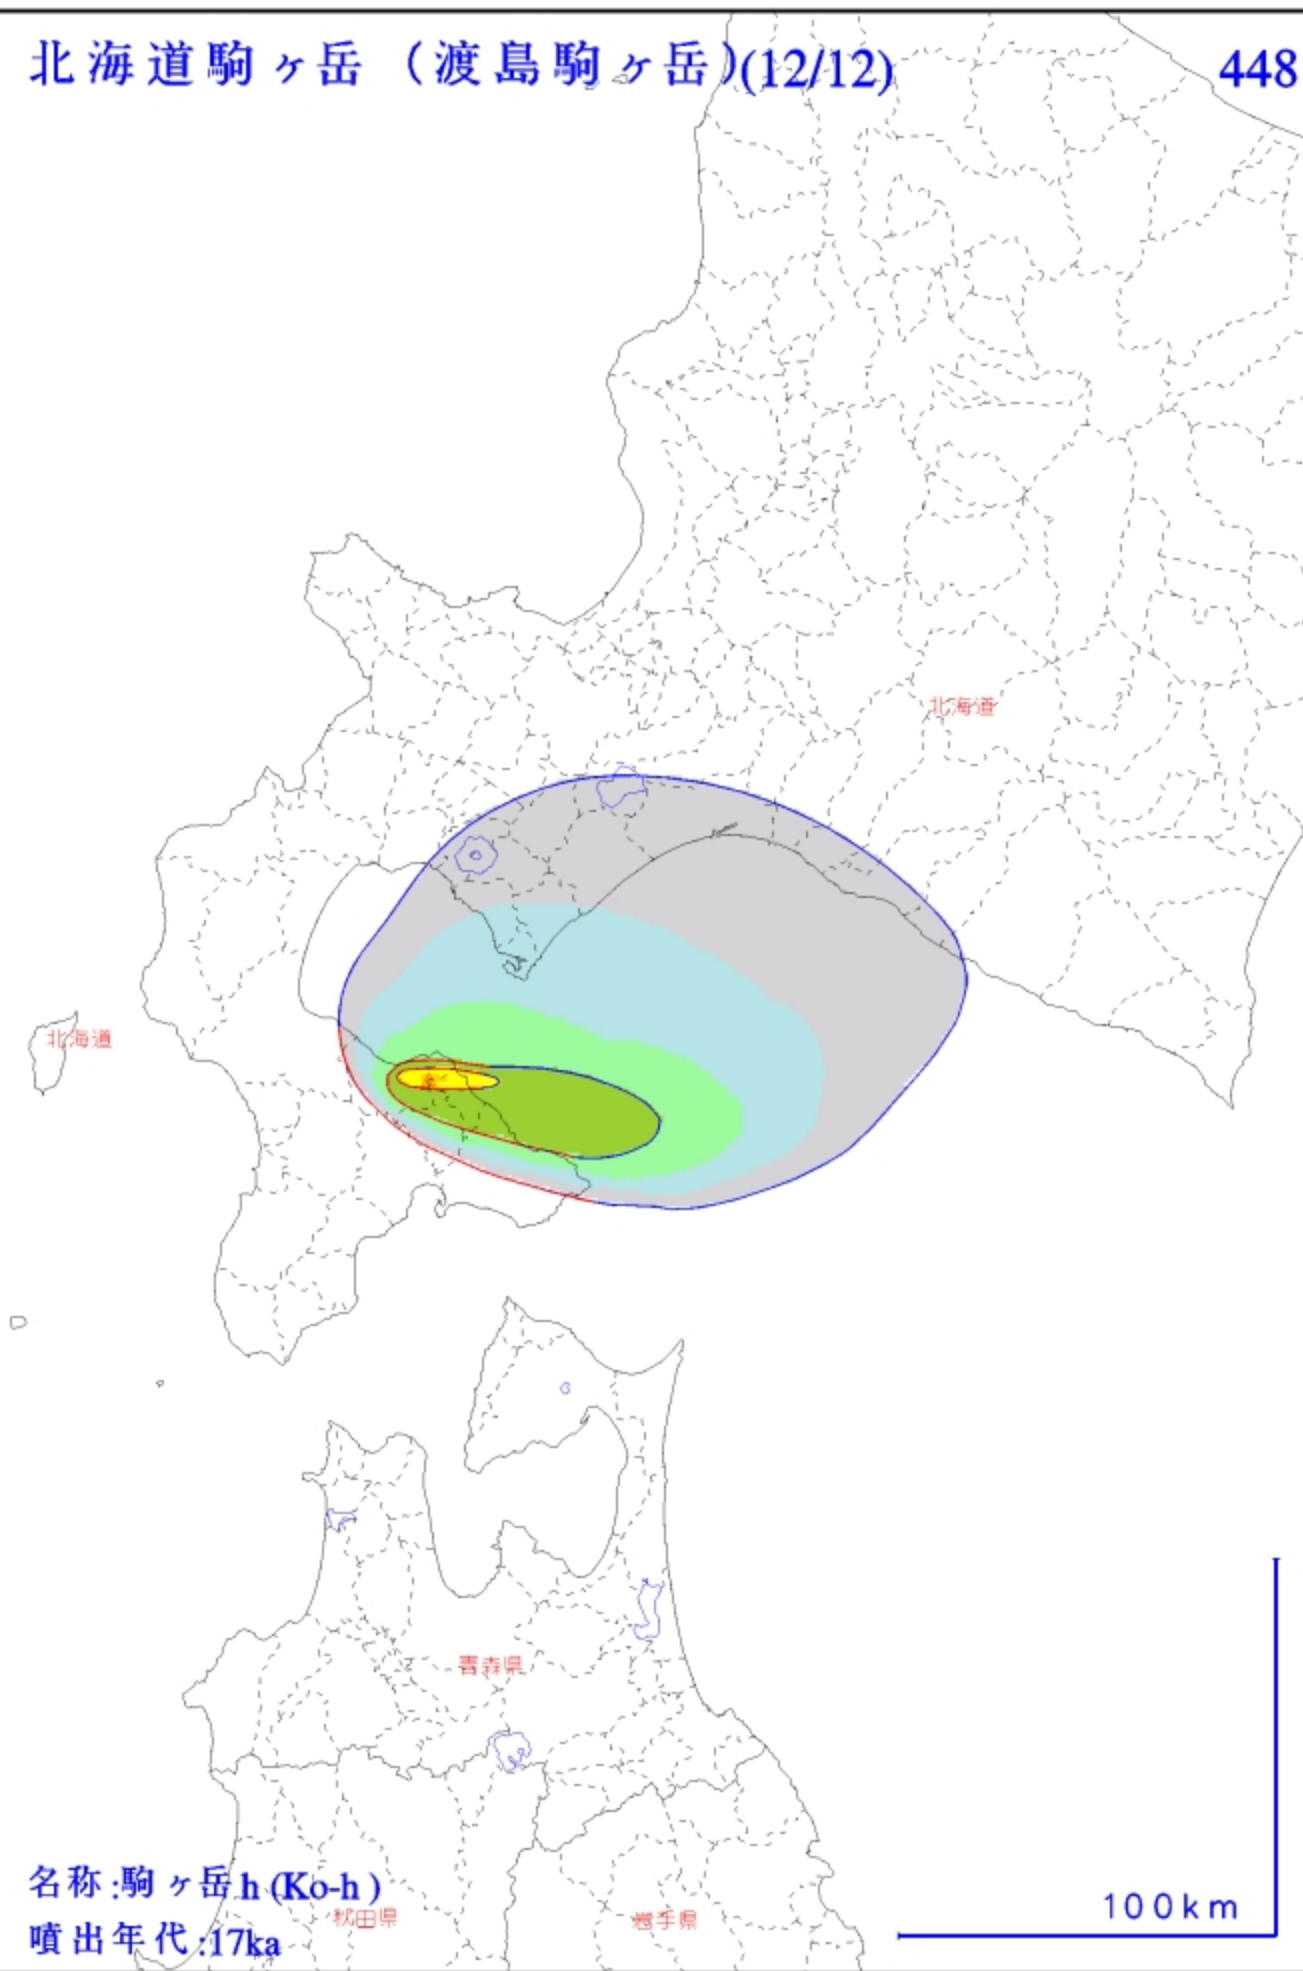 北海道駒ヶ岳（渡島駒ヶ岳）(12/12)
448
北海道
北海道
青森県
秋田県
岩手県
名称:駒ヶ岳h (Ko-h )
噴出年代:17ka
100km